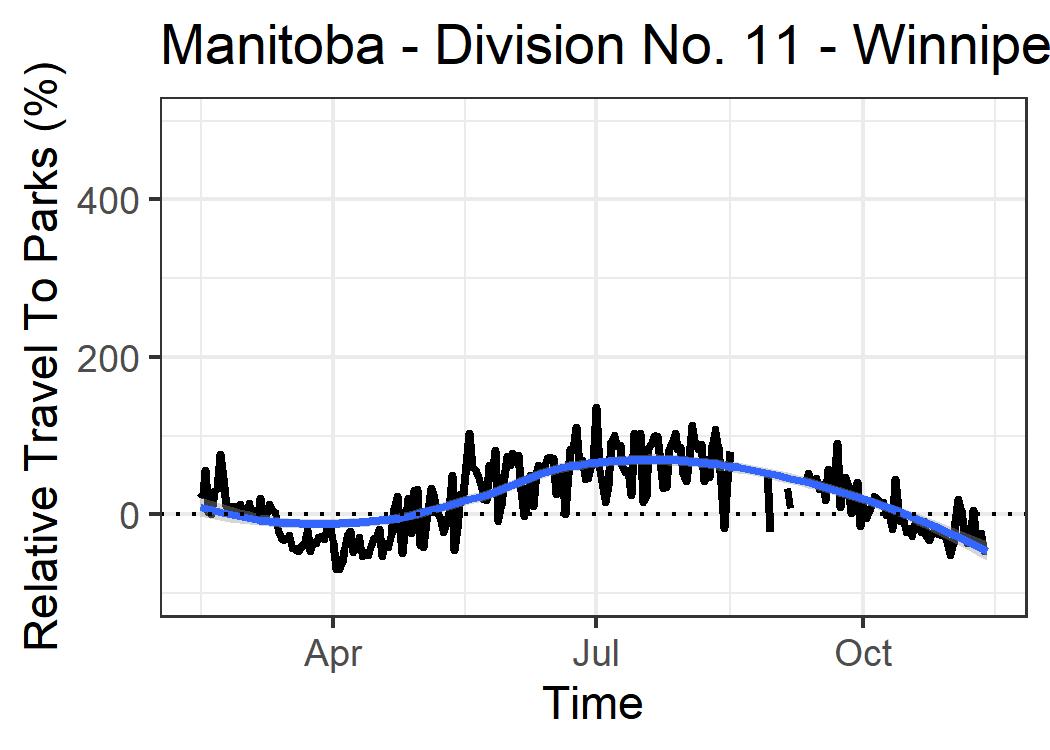 Manitoba - Division No. 11 - Winnipe
Relative Travel To Parks (%)
400
200
0
Apr
Jul
Oct
Time